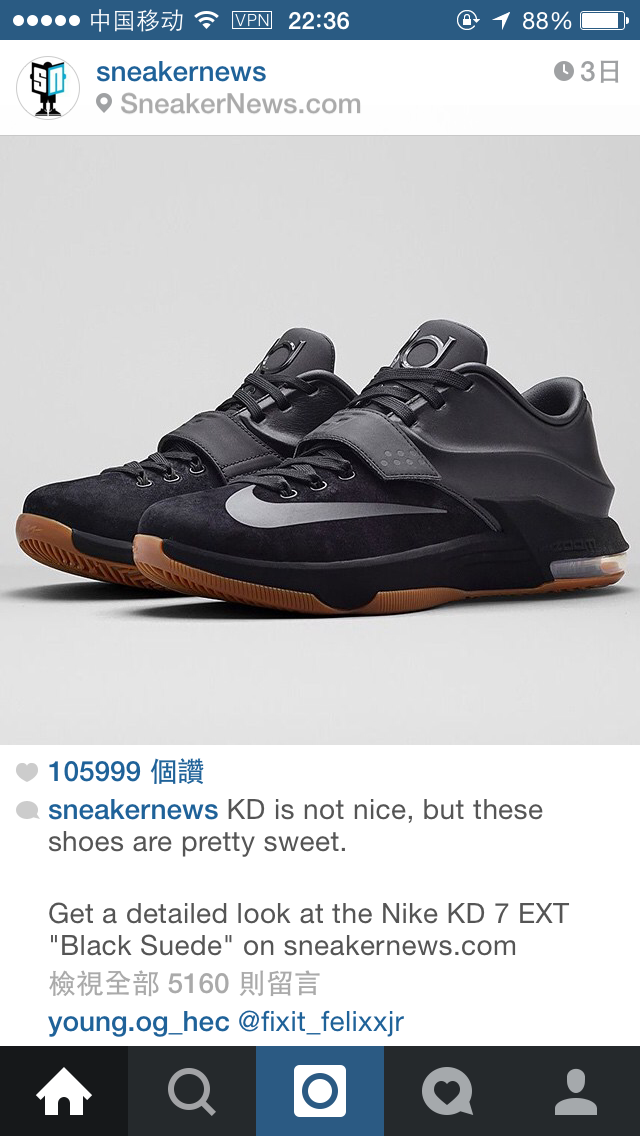 中国移动 VPN 22:36 88%
sneakernews
3日
SneakerNews.com
105999 個讚
sneakernews KD is not nice, but these
shoes are pretty sweet.
Get a detailed look at the Nike KD 7 EXT
"Black Suede" on sneakernews.com
檢視全部 5160 則留言
young.og_hec @fixit_felixxjr